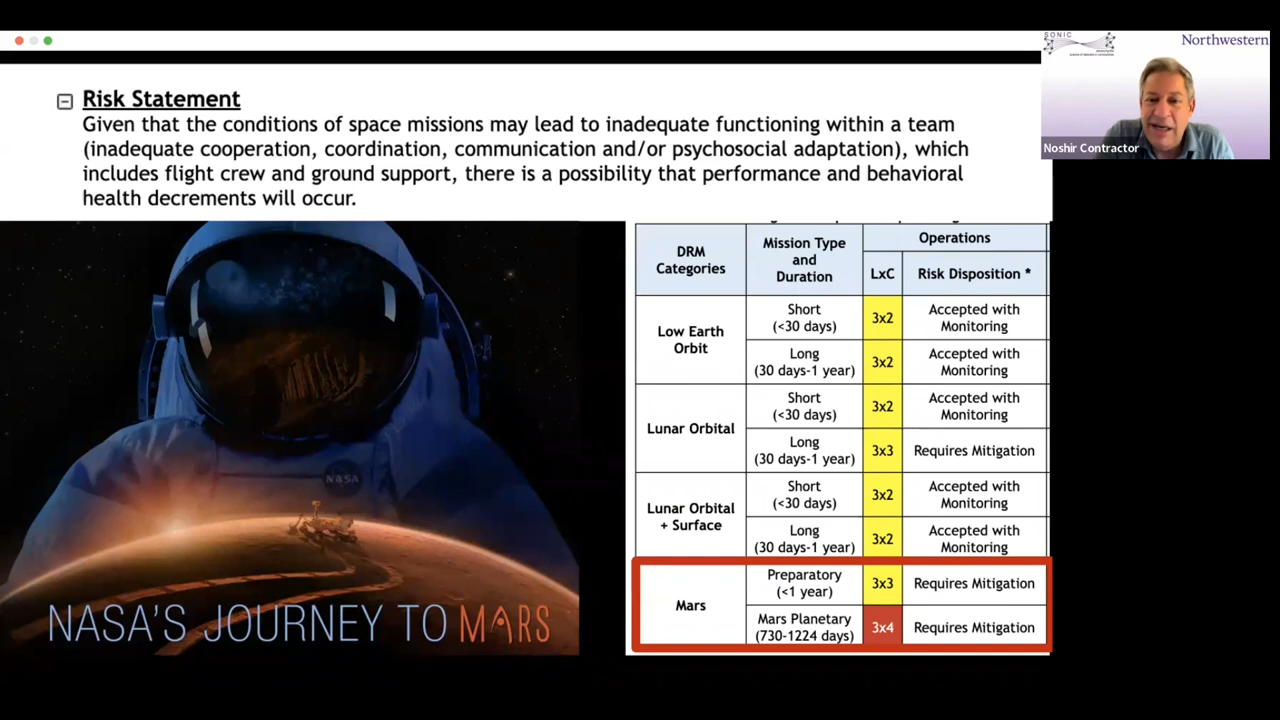 SONIC
Northwestern
Noshir Contractor
Risk Statement
Given that the conditions of space missions may lead to inadequate functioning within a team
(inadequate cooperation, coordination, communication and/or psychosocial adaptation), which
includes flight crew and ground support, there is a possibility that performance and behavioral
health decrements will occur.
NASA
NASA'S JOURNEY TO MARS
DRM
Categories
Mission Type
and
Duration
Operations
LxC
Risk Disposition *
Low Earth
Orbit
Short
(<30 days)
3x2
Accepted with
Monitoring
Long
(30 days-1 year)
3x2
Accepted with
Monitoring
Lunar Orbital
Short
(<30 days)
3x2
Accepted with
Monitoring
Long
(30 days-1 year)
3x3
Requires Mitigation
Lunar Orbital
+ Surface
Short
(<30 days)
3x2
Accepted with
Monitoring
Long
(30 days-1 year)
3x2
Accepted with
Monitoring
Mars
Preparatory
(<1 year)
3x3
Requires Mitigation
Mars Planetary
(730-1224 days)
3x4
Requires Mitigation